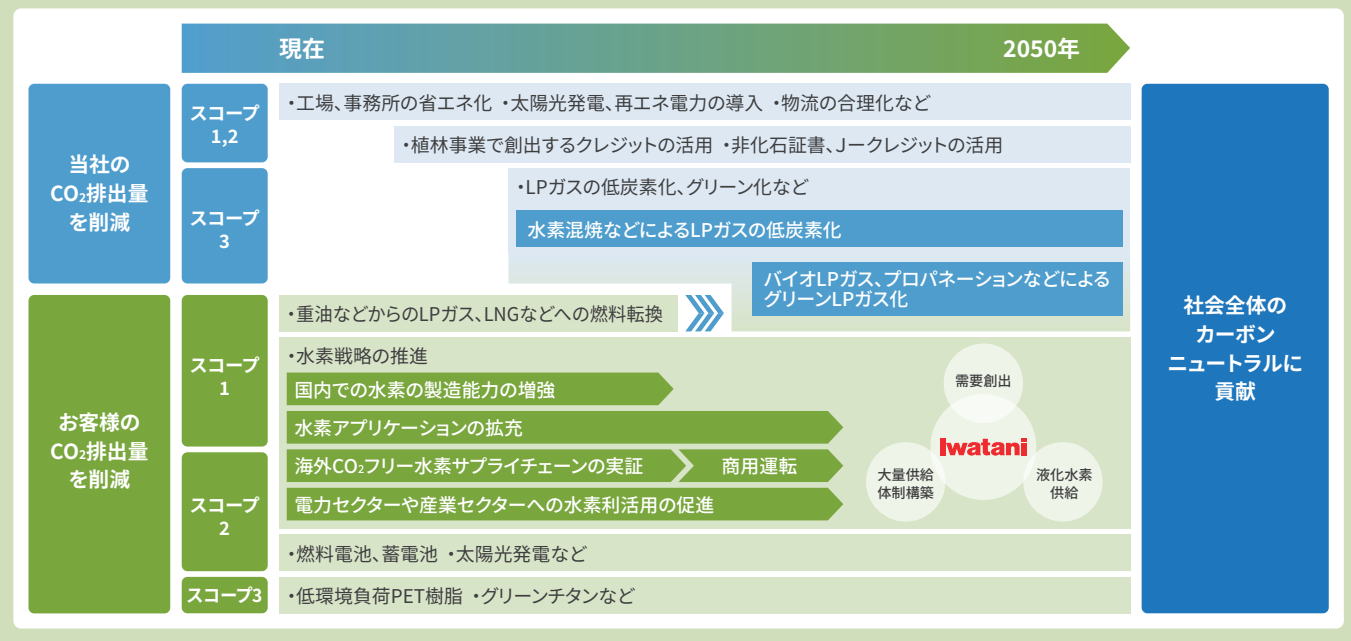 現在
2050年
当社の
CO₂排出量
を削減
スコープ
1,2
・工場、事務所の省エネ化 ・太陽光発電、再エネ電力の導入 ・物流の合理化など
・植林事業で創出するクレジットの活用 ・非化石証書、Jークレジットの活用
スコープ
3
・LPガスの低炭素化、グリーン化など
水素混焼などによるLPガスの低炭素化
バイオLPガス、プロパネーションなどによる
グリーンLPガス化
お客様の
CO₂排出量
を削減
スコープ
1
・重油などからのLPガス、LNGなどへの燃料転換
・水素戦略の推進
国内での水素の製造能力の増強
水素アプリケーションの拡充
海外CO₂フリー水素サプライチェーンの実証
商用運転
電力セクターや産業セクターへの水素利活用の促進
需要創出
Iwatani
大量供給
体制構築
液化水素
供給
スコープ
2
・燃料電池、蓄電池 ・太陽光発電など
スコープ3
・低環境負荷PET樹脂 ・グリーンチタンなど
社会全体の
カーボン
ニュートラルに
貢献